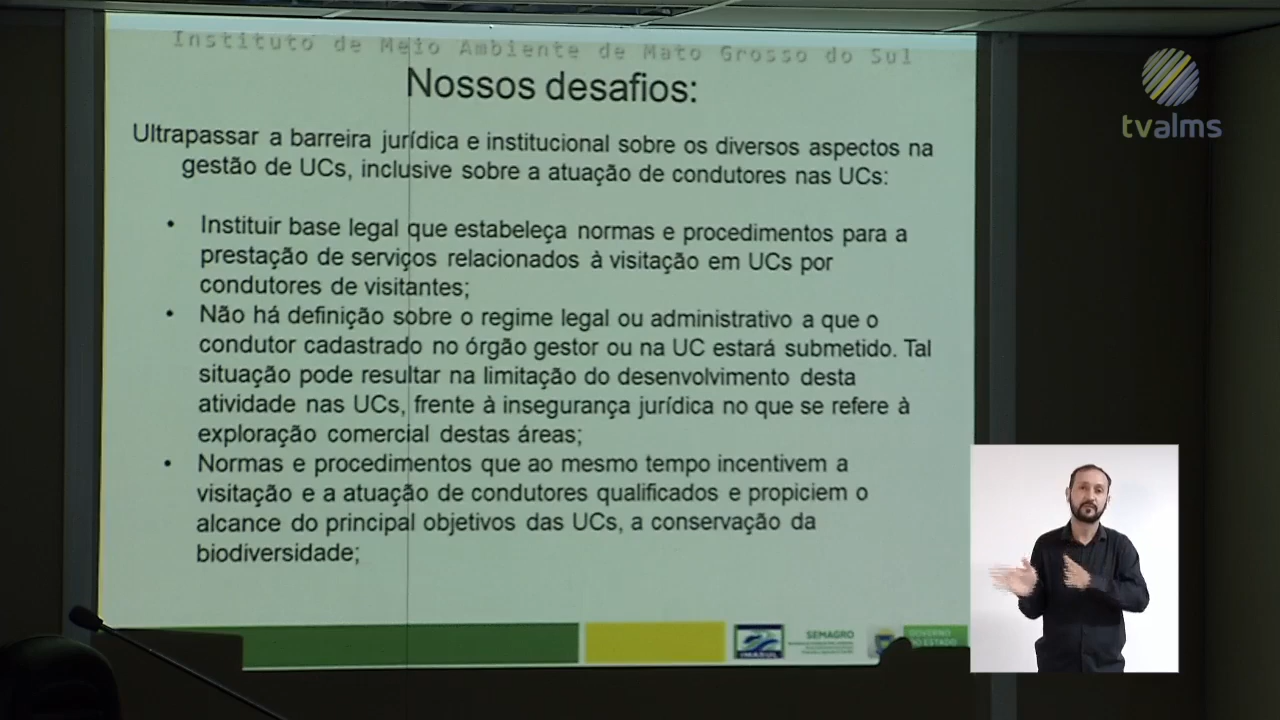 Instituto de Meio Ambiente de Mato Grosso do Sul
Nossos desafios:
tvalms
Ultrapassar a barreira jurídica e institucional sobre os diversos aspectos na
gestão de UCs, inclusive sobre a atuação de condutores nas UCs:
• Instituir base legal que estabeleça normas e procedimentos para a
prestação de serviços relacionados à visitação em UCs por
condutores de visitantes;
• Não há definição sobre o regime legal ou administrativo a que o
condutor cadastrado no órgão gestor ou na UC estará submetido. Tal
situação pode resultar na limitação do desenvolvimento desta
atividade nas UCs, frente à insegurança jurídica no que se refere à
exploração comercial destas áreas;
• Normas e procedimentos que ao mesmo tempo incentivem a
visitação e a atuação de condutores qualificados e propiciem o
alcance do principal objetivos das UCs, a conservação da
biodiversidade;
IMASUL
SEMAGRO
GOVERNO
DO ESTADO